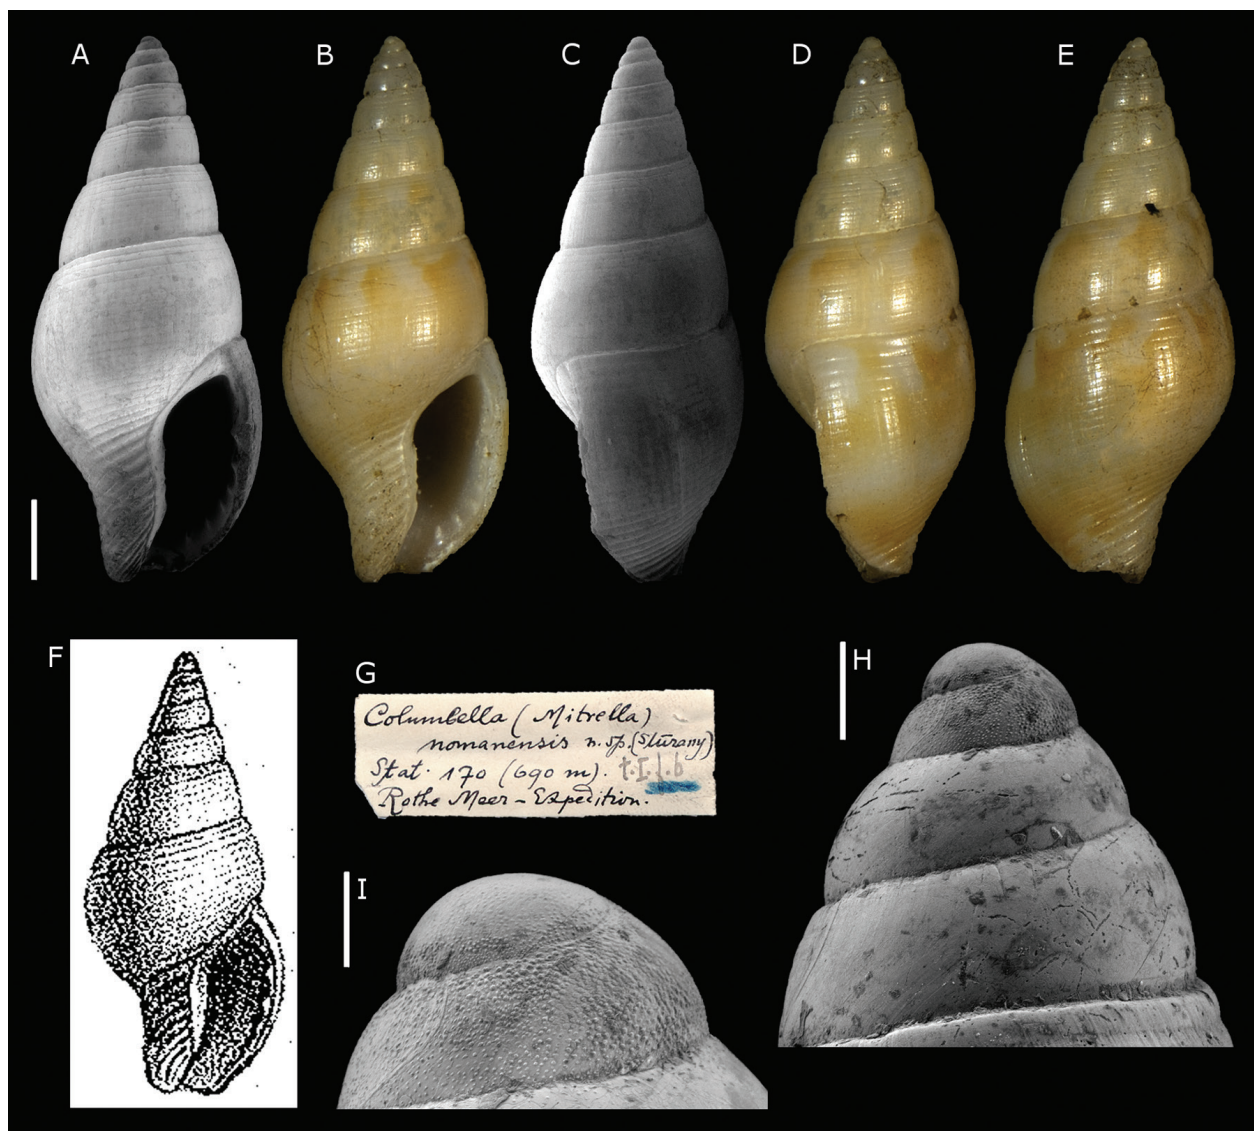 A
B
C
D
E
F
G
Columbella (Mitrella)
nomanensis n. sp. (Sturany)
Stat. 170 (690 m). t.I.f.6
Rothe Meer - Expedition.
H
I